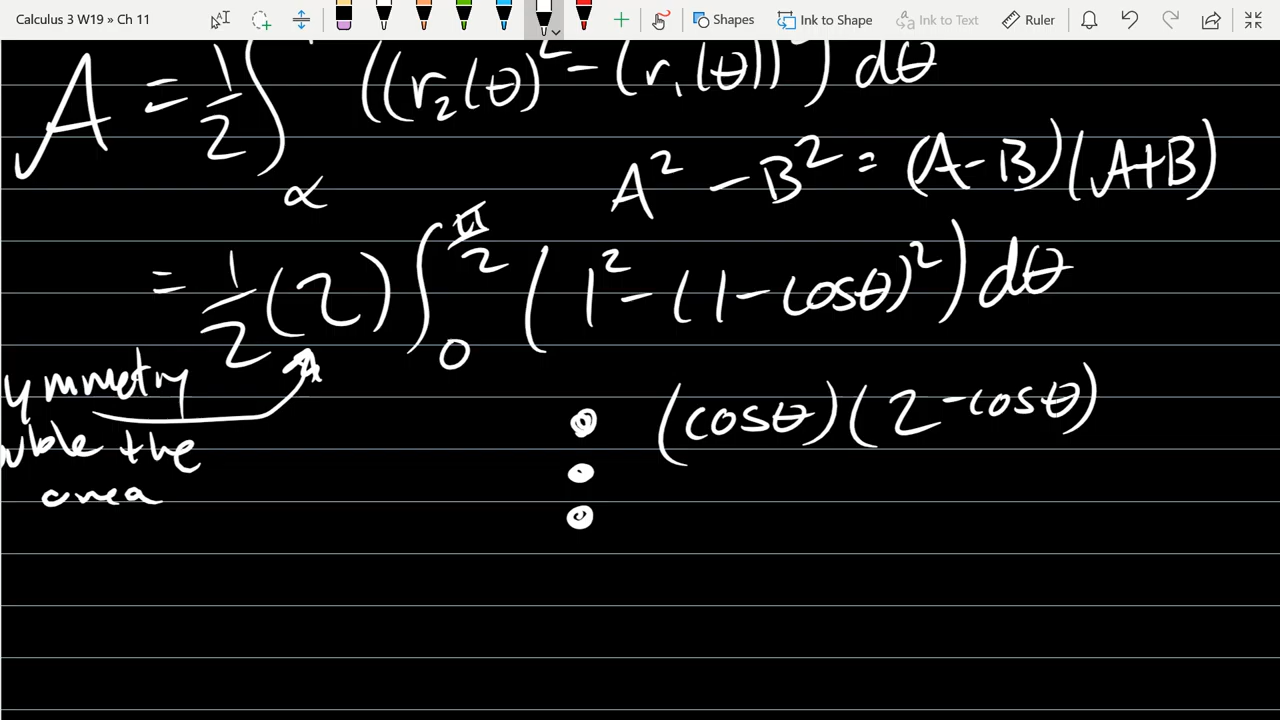 Calculus 3 W19 » Ch 11
Shapes
Ink to Shape
Ink to Text
Ruler
A = 1/2 ∫_α ((r₂(θ)² - (r₁(θ))²) dθ
A² - B² = (A - B)(A+B)
= 1/2 (2) ∫₀^(π/2) (1² - (1 - cosθ)²) dθ
ymmetry
(cosθ)(2 - cosθ)
uble the
area